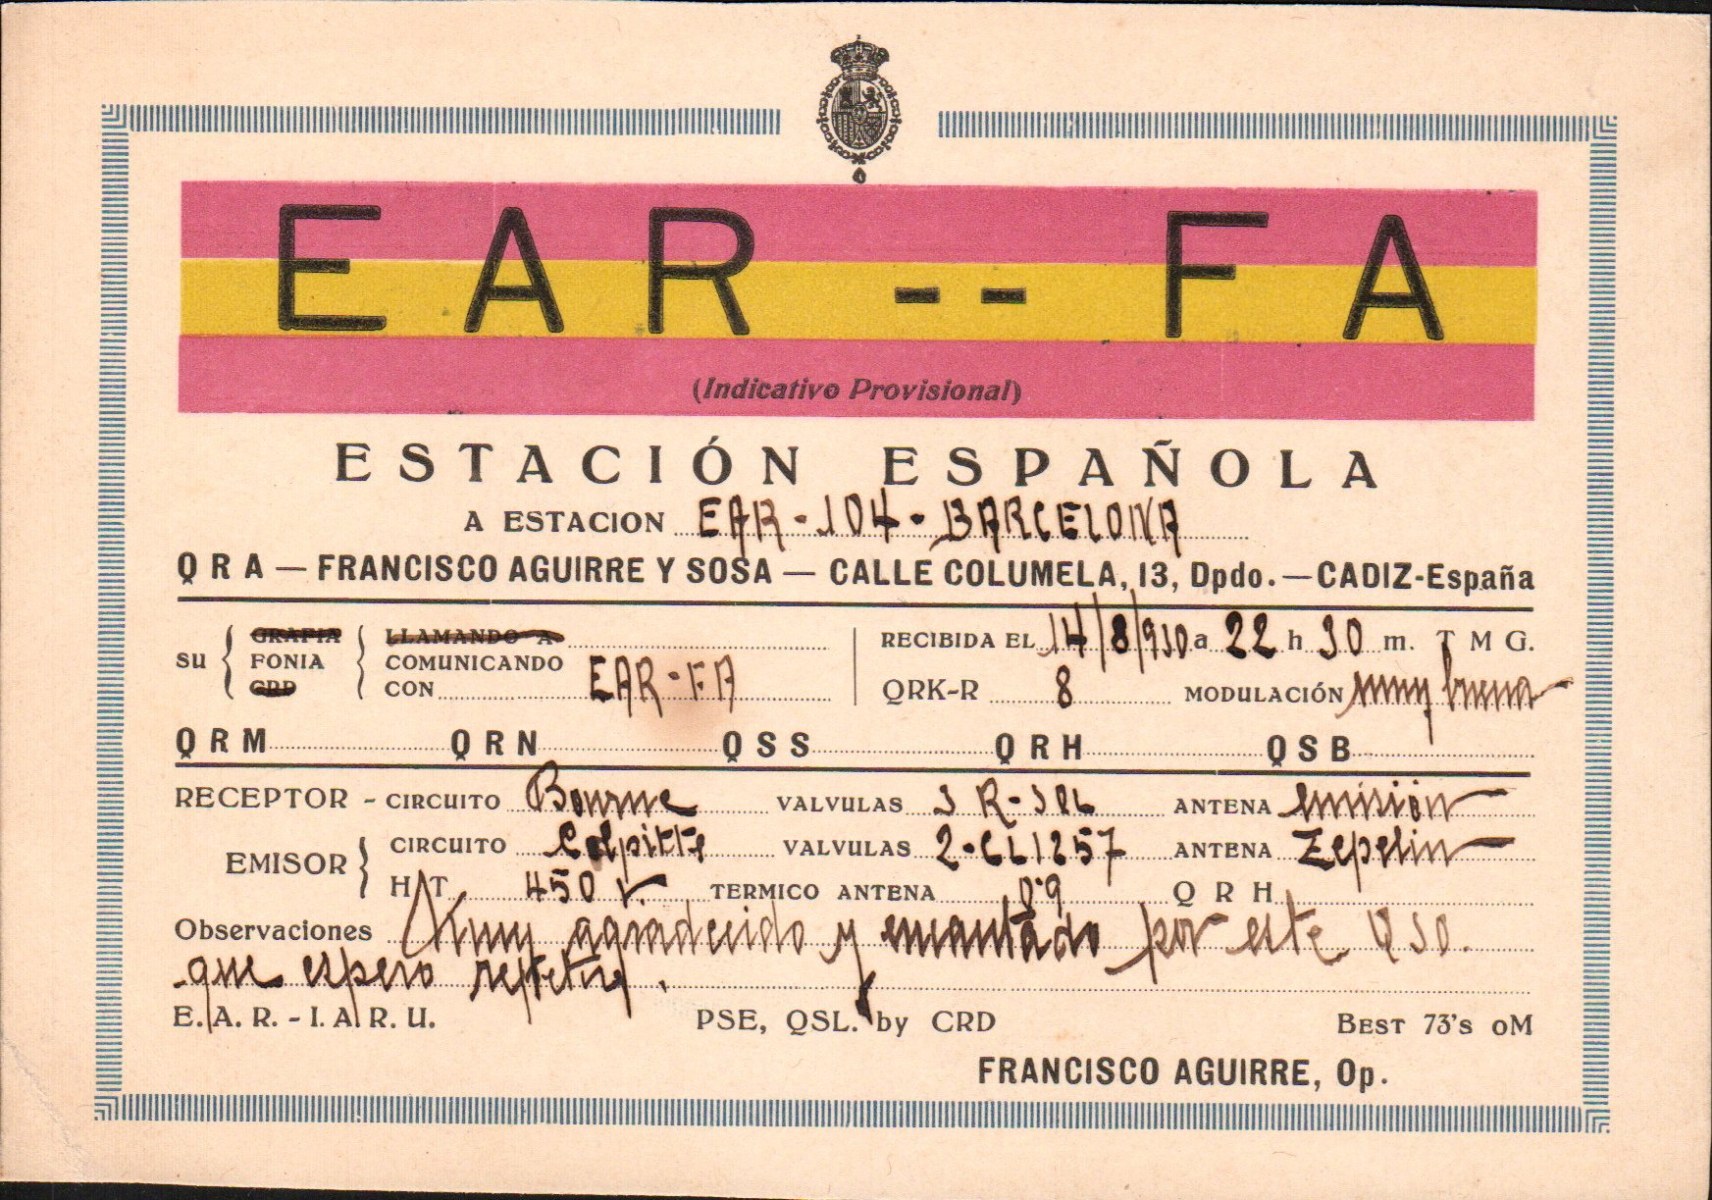 EAR -- FA
(Indicativo Provisional)
ESTACIÓN ESPAÑOLA
A ESTACION EAR-104-BARCELONA
QRA — FRANCISCO AGUIRRE Y SOSA — CALLE COLUMELA, 13, Dpdo. — CADIZ-España
SU { GRAFIA FONIA CRD { LLAMANDO A COMUNICANDO CON EAR-FA
RECIBIDA EL 14/8/930 a 22 h 30 m. T M G.
QRK-R 8 MODULACIÓN muy buena
QRM QRN QSS QRH QSB
RECEPTOR - CIRCUITO Bourne VALVULAS ANTENA emisión
EMISOR } CIRCUITO Colpitts VALVULAS 2-CL1257 ANTENA Zepelin
H T 450 V. TERMICO ANTENA 0'9 Q R H
Observaciones Muy agradecido y encantado por este QSO.
que espero repetir.
E. A. R. - I. A. R. U. PSE, QSL. by CRD BEST 73'S OM
FRANCISCO AGUIRRE, Op.